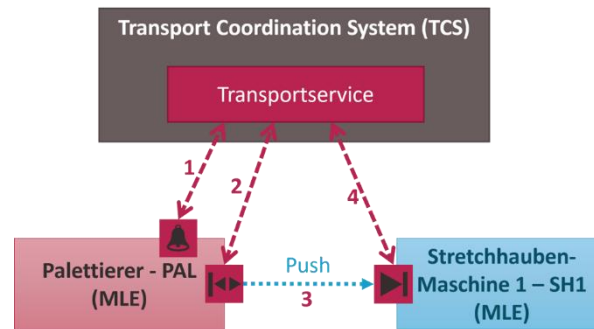 Transport Coordination System (TCS)
Transportservice
1
2
4
Palettierer - PAL
(MLE)
Push
3
Stretchhauben-
Maschine 1 – SH1
(MLE)